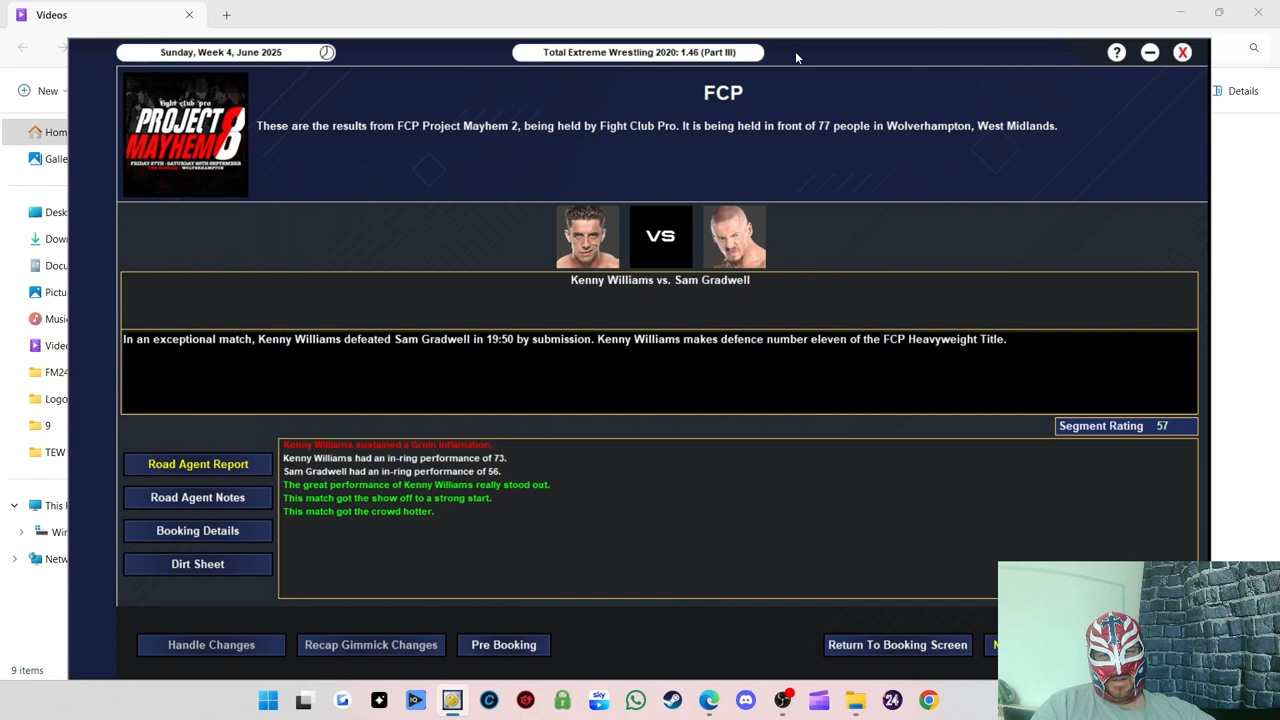 Videos
Sunday, Week 4, June 2025
Total Extreme Wrestling 2020: 1.46 (Part III)
?
X
New
Details
fight club pro
PROJECT
MAYHEM 8
WOLVERHAMPTON
FCP
These are the results from FCP Project Mayhem 2, being held by Fight Club Pro. It is being held in front of 77 people in Wolverhampton, West Midlands.
Hom
Galle
Desk
Down
Docu
Pictu
Music
Video
FM24
Logo
9
TEW
This
Win
Netw
VS
Kenny Williams vs. Sam Gradwell
In an exceptional match, Kenny Williams defeated Sam Gradwell in 19:50 by submission. Kenny Williams makes defence number eleven of the FCP Heavyweight Title.
Segment Rating 57
Road Agent Report
Road Agent Notes
Booking Details
Dirt Sheet
Kenny Williams sustained a Groin Inflamation.
Kenny Williams had an in-ring performance of 73.
Sam Gradwell had an in-ring performance of 56.
The great performance of Kenny Williams really stood out.
This match got the show off to a strong start.
This match got the crowd hotter.
Handle Changes
Recap Gimmick Changes
Pre Booking
Return To Booking Screen
9 items
sky
24